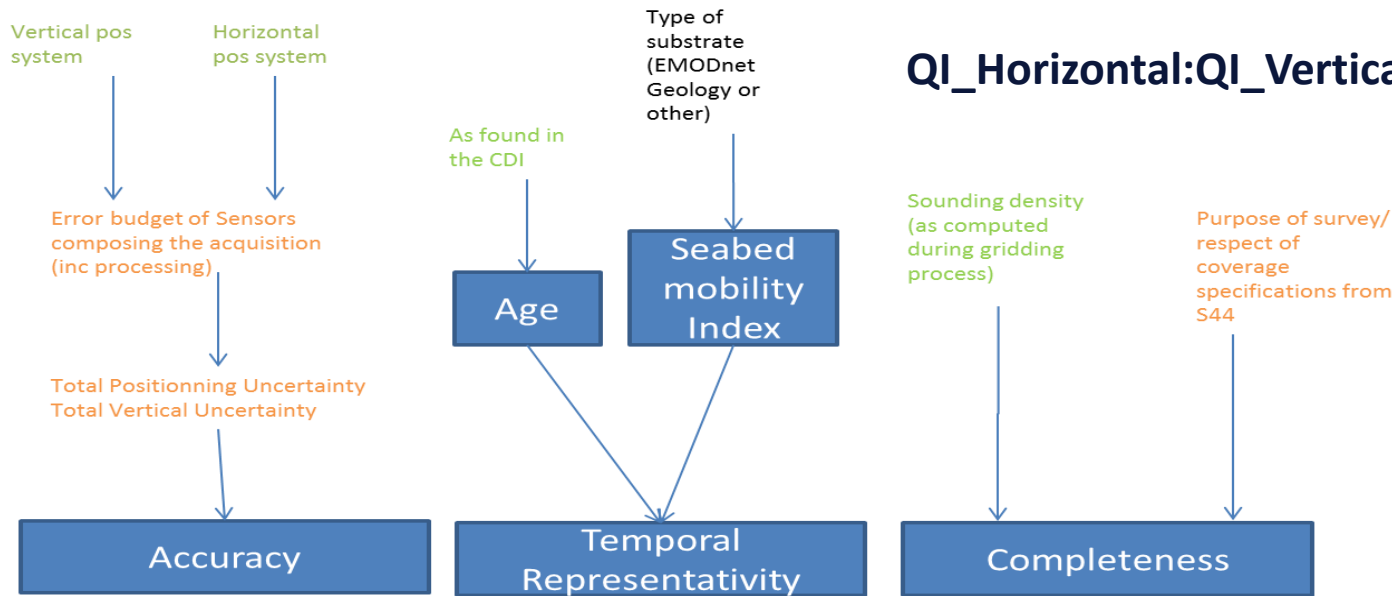 Vertical pos
system
Horizontal
pos system
Type of
substrate
(EMODnet
Geology or
other)
QI_Horizontal:QI_Vertica
As found in
the CDI
Error budget of Sensors
composing the acquisition
(inc processing)
Age
Seabed
mobility
Index
Sounding density
(as computed
during gridding
process)
Purpose of survey/
respect of
coverage
specifications from
S44
Total Positionning Uncertainty
Total Vertical Uncertainty
Accuracy
Temporal
Representativity
Completeness